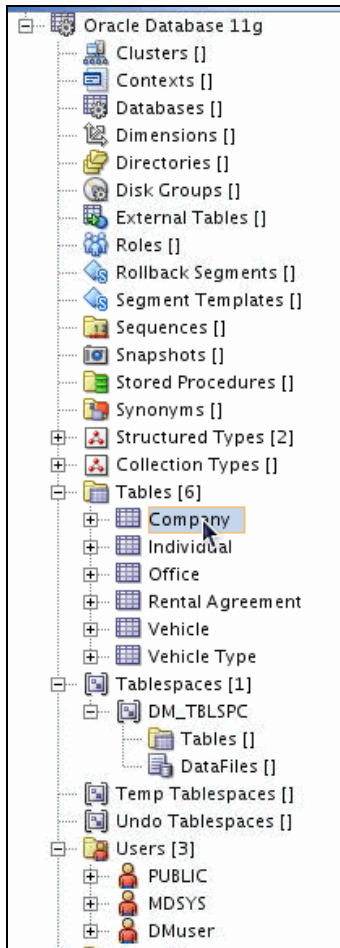 Oracle Database 11g
Clusters []
Contexts []
Databases []
Dimensions []
Directories []
Disk Groups []
External Tables []
Roles []
Rollback Segments []
Segment Templates []
Sequences []
Snapshots []
Stored Procedures []
Synonyms []
Structured Types [2]
Collection Types []
Tables [6]
Company
Individual
Office
Rental Agreement
Vehicle
Vehicle Type
Tablespaces [1]
DM_TBLSPC
Tables []
DataFiles []
Temp Tablespaces []
Undo Tablespaces []
Users [3]
PUBLIC
MDSYS
DMuser